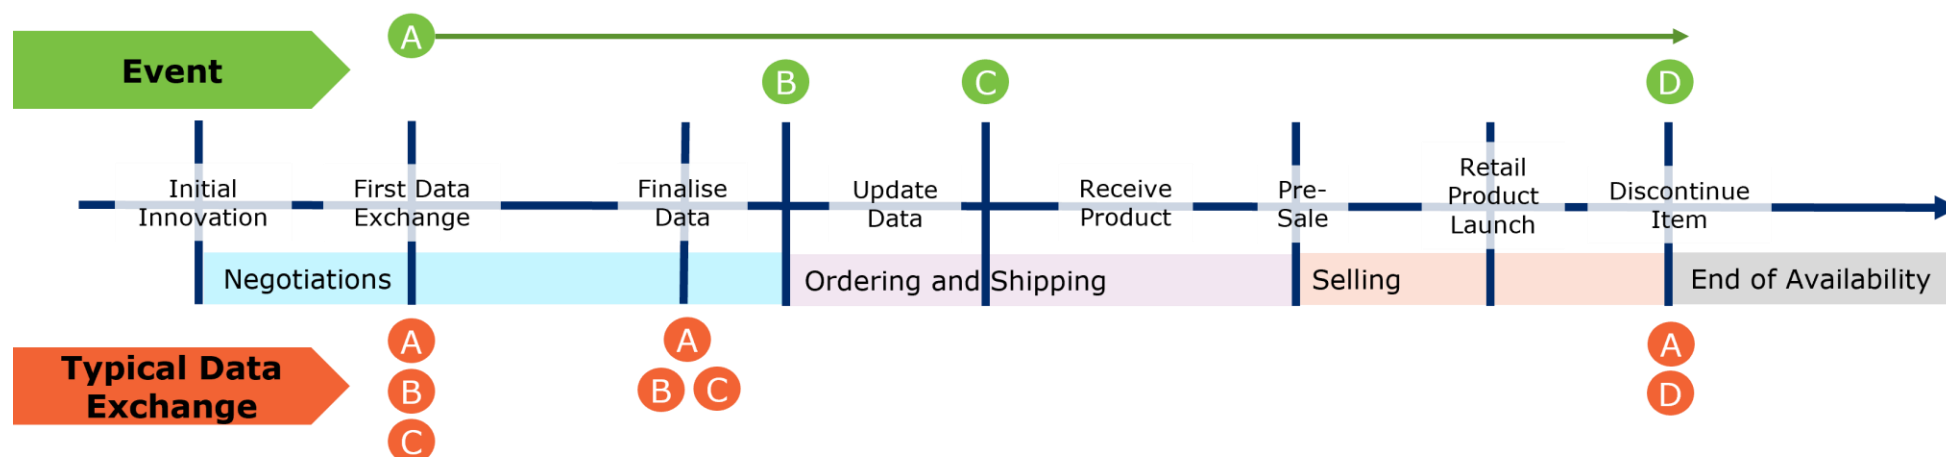 A
Event
B
C
D
Initial
Innovation
First Data
Exchange
Finalise
Data
Update
Data
Receive
Product
Pre-
Sale
Retail
Product
Launch
Discontinue
Item
Negotiations
Ordering and Shipping
Selling
End of Availability
Typical Data
Exchange
A
B
C
A
B C
A
D